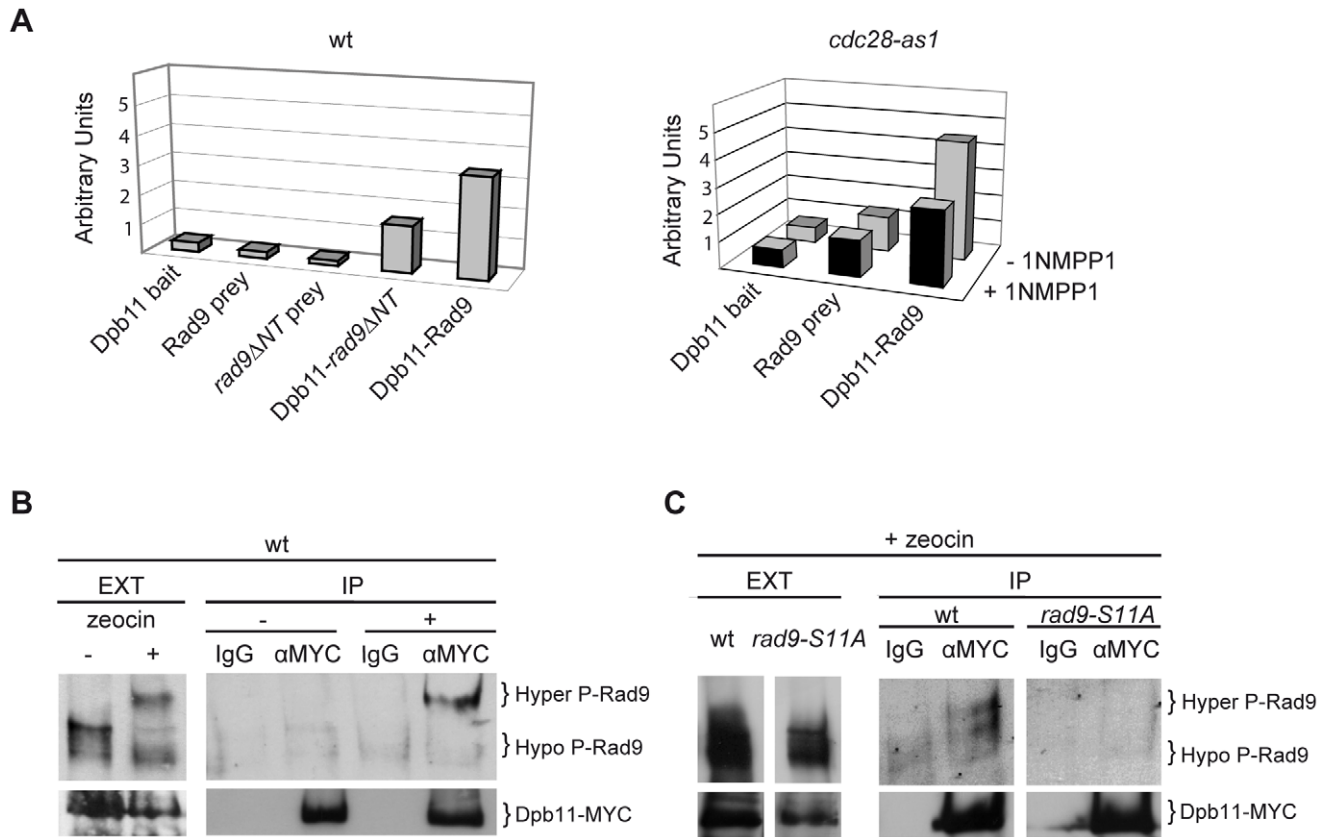 A
wt
Arbitrary Units
5
4
3
2
1
Dpb11 bait
Rad9 prey
rad9ΔNT prey
Dpb11-rad9ΔNT
Dpb11-Rad9
cdc28-as1
Arbitrary Units
5
4
3
2
1
Dpb11 bait
Rad9 prey
Dpb11-Rad9
- 1NMPP1
+ 1NMPP1
B
wt
EXT IP
zeocin - +
- + IgG αMYC IgG αMYC
} Hyper P-Rad9
} Hypo P-Rad9
} Dpb11-MYC
C
+ zeocin
EXT IP
wt rad9-S11A
wt rad9-S11A IgG αMYC IgG αMYC
} Hyper P-Rad9
} Hypo P-Rad9
} Dpb11-MYC